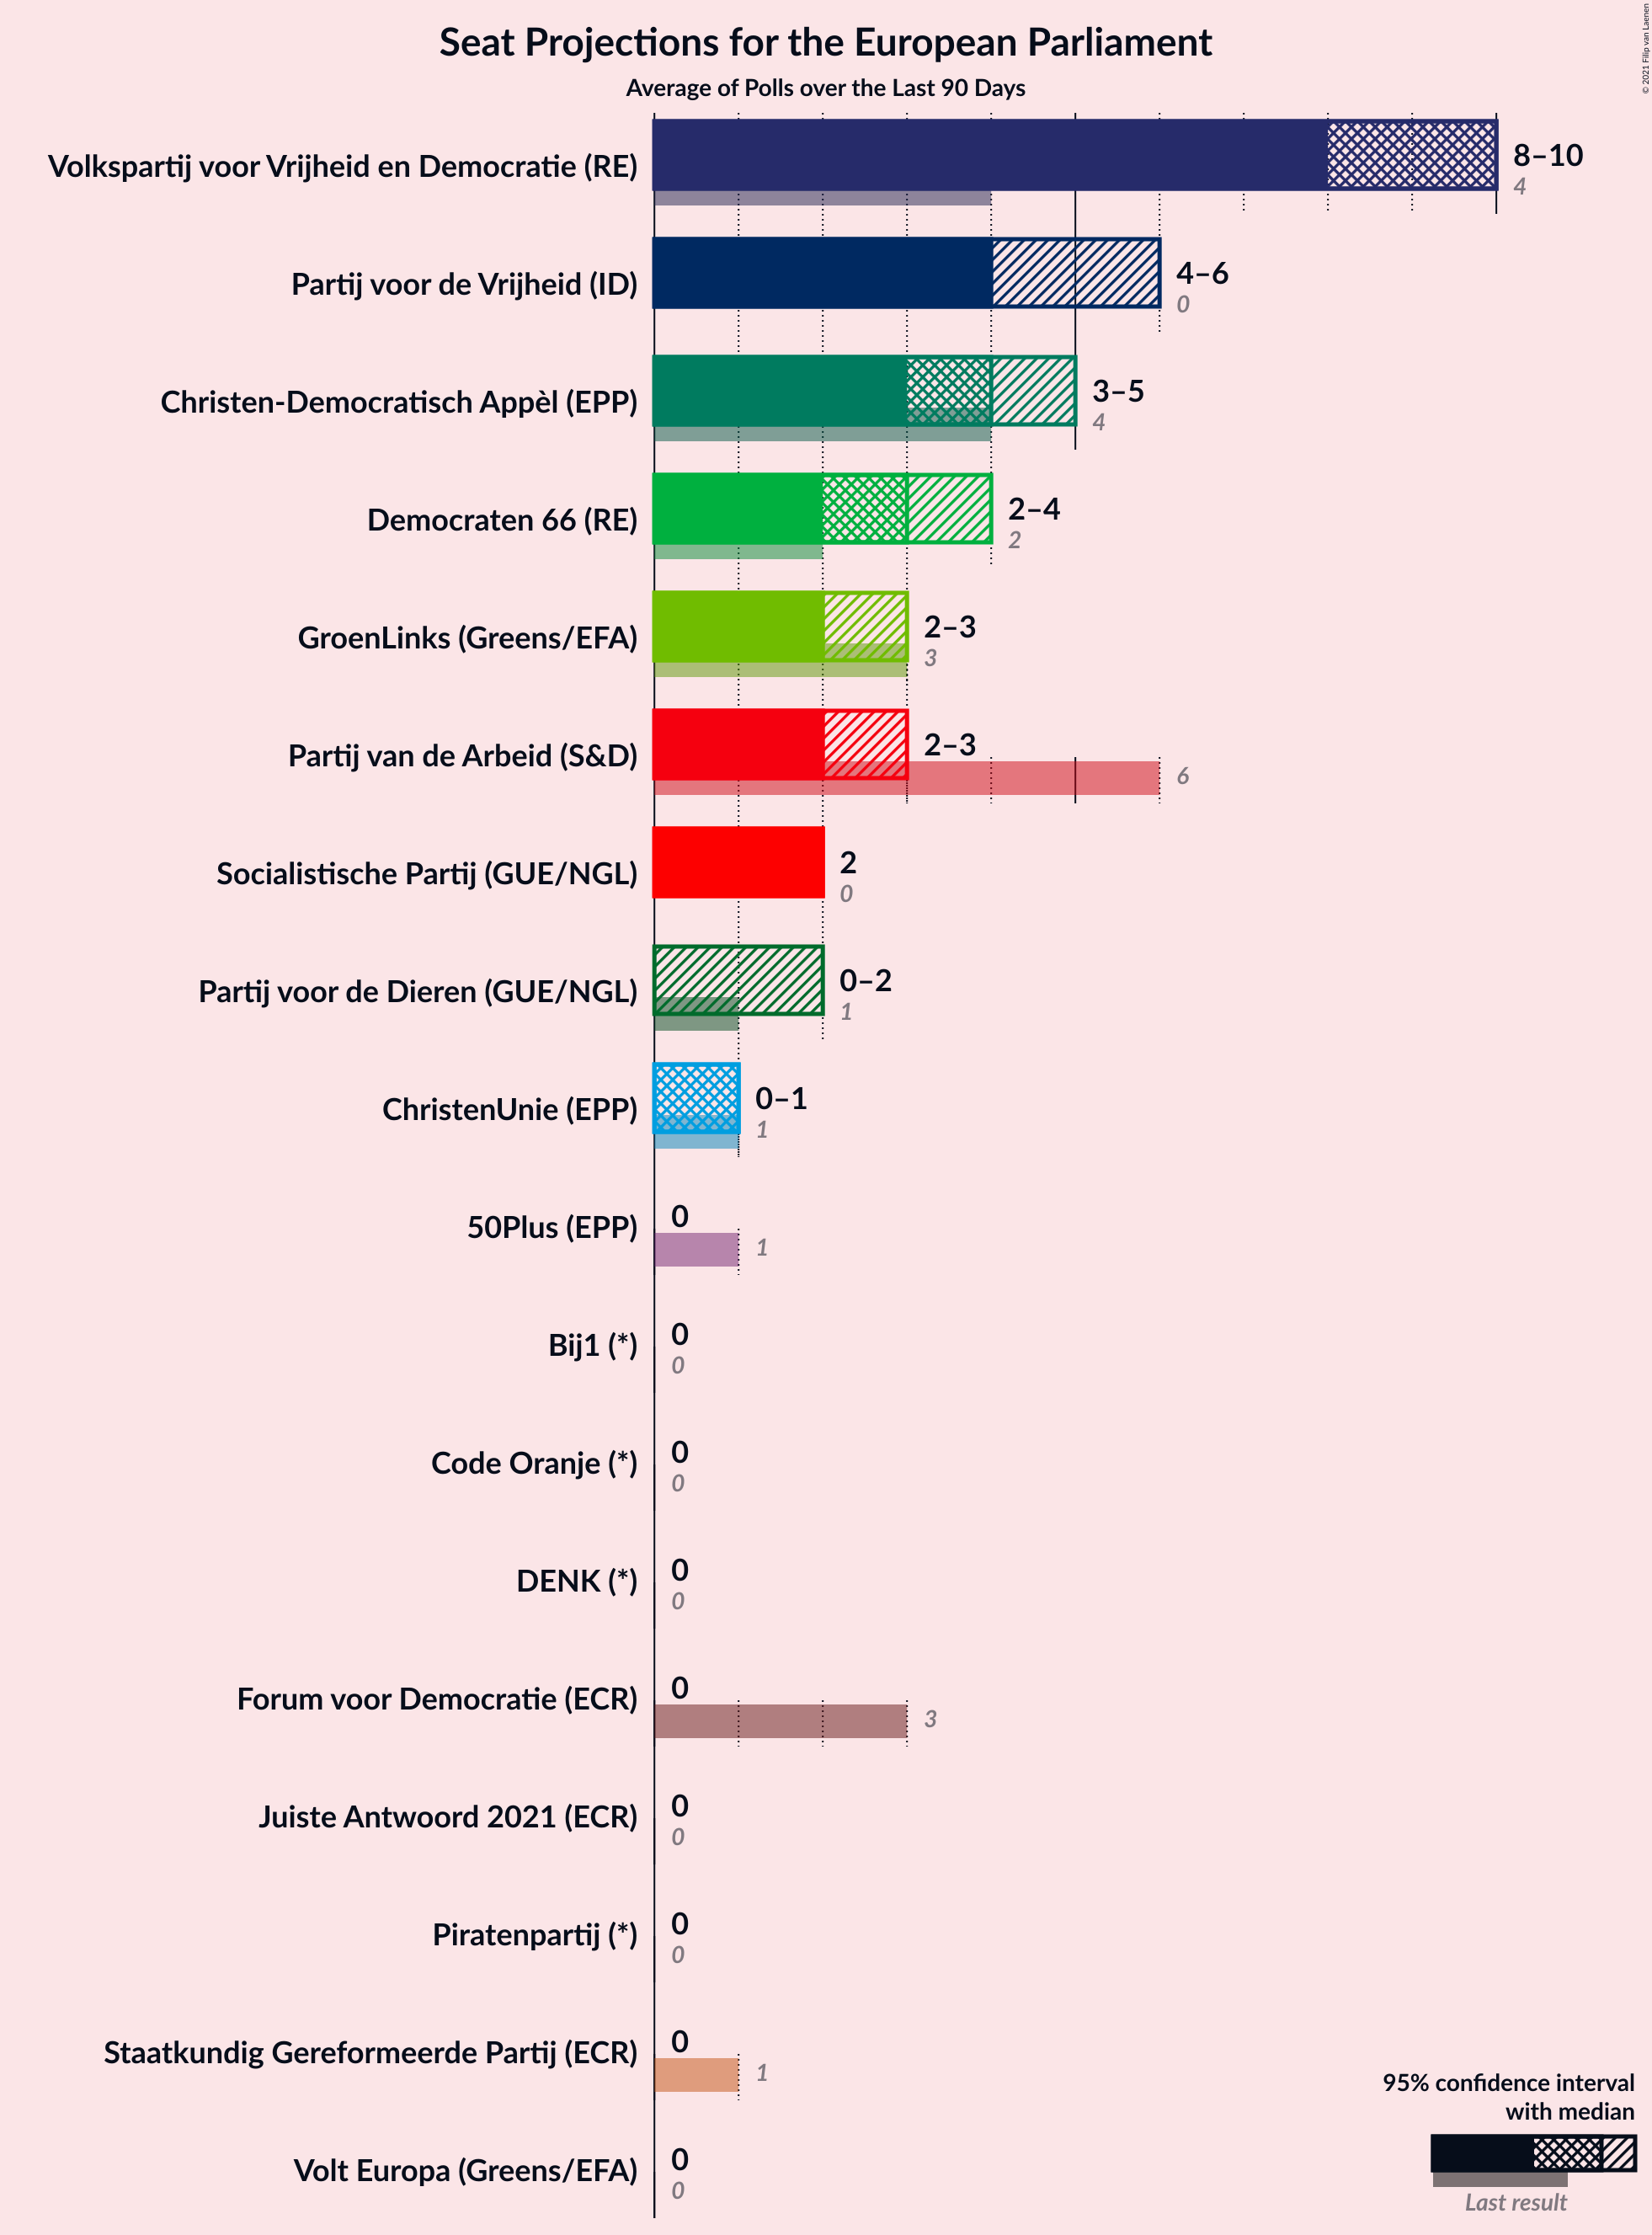 © 2021 Filip van Laenen
Seat Projections for the European Parliament
Average of Polls over the Last 90 Days
Volkspartij voor Vrijheid en Democratie (RE)
8–10
4
Partij voor de Vrijheid (ID)
4–6
0
Christen-Democratisch Appèl (EPP)
3–5
4
Democraten 66 (RE)
2–4
2
GroenLinks (Greens/EFA)
2–3
3
Partij van de Arbeid (S&D)
2–3
6
Socialistische Partij (GUE/NGL)
2
0
Partij voor de Dieren (GUE/NGL)
0–2
1
ChristenUnie (EPP)
0–1
1
50Plus (EPP)
0
1
Bij1 (*)
0
0
Code Oranje (*)
0
0
DENK (*)
0
0
Forum voor Democratie (ECR)
0
3
Juiste Antwoord 2021 (ECR)
0
0
Piratenpartij (*)
0
0
Staatkundig Gereformeerde Partij (ECR)
0
1
Volt Europa (Greens/EFA)
0
0
95% confidence interval
with median
Last result